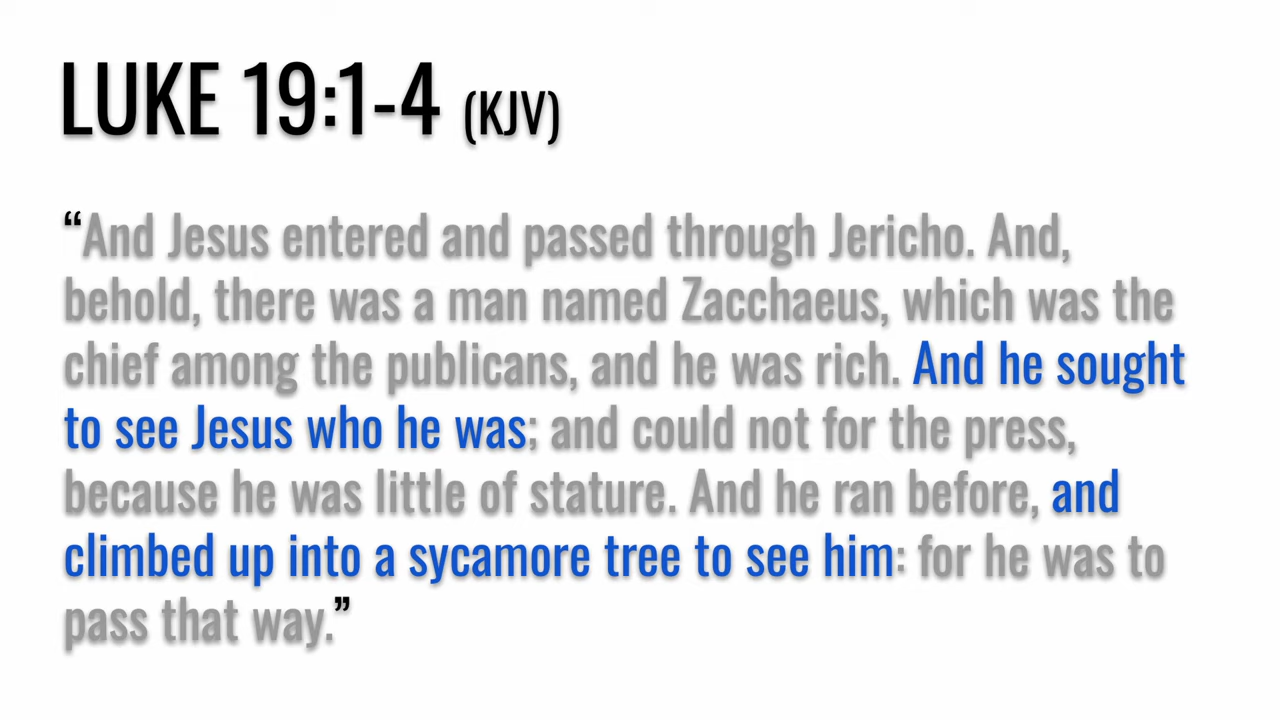 LUKE 19:1-4 (KJV)
“And Jesus entered and passed through Jericho. And,
behold, there was a man named Zacchaeus, which was the
chief among the publicans, and he was rich. And he sought
to see Jesus who he was; and could not for the press,
because he was little of stature. And he ran before, and
climbed up into a sycamore tree to see him: for he was to
pass that way.”